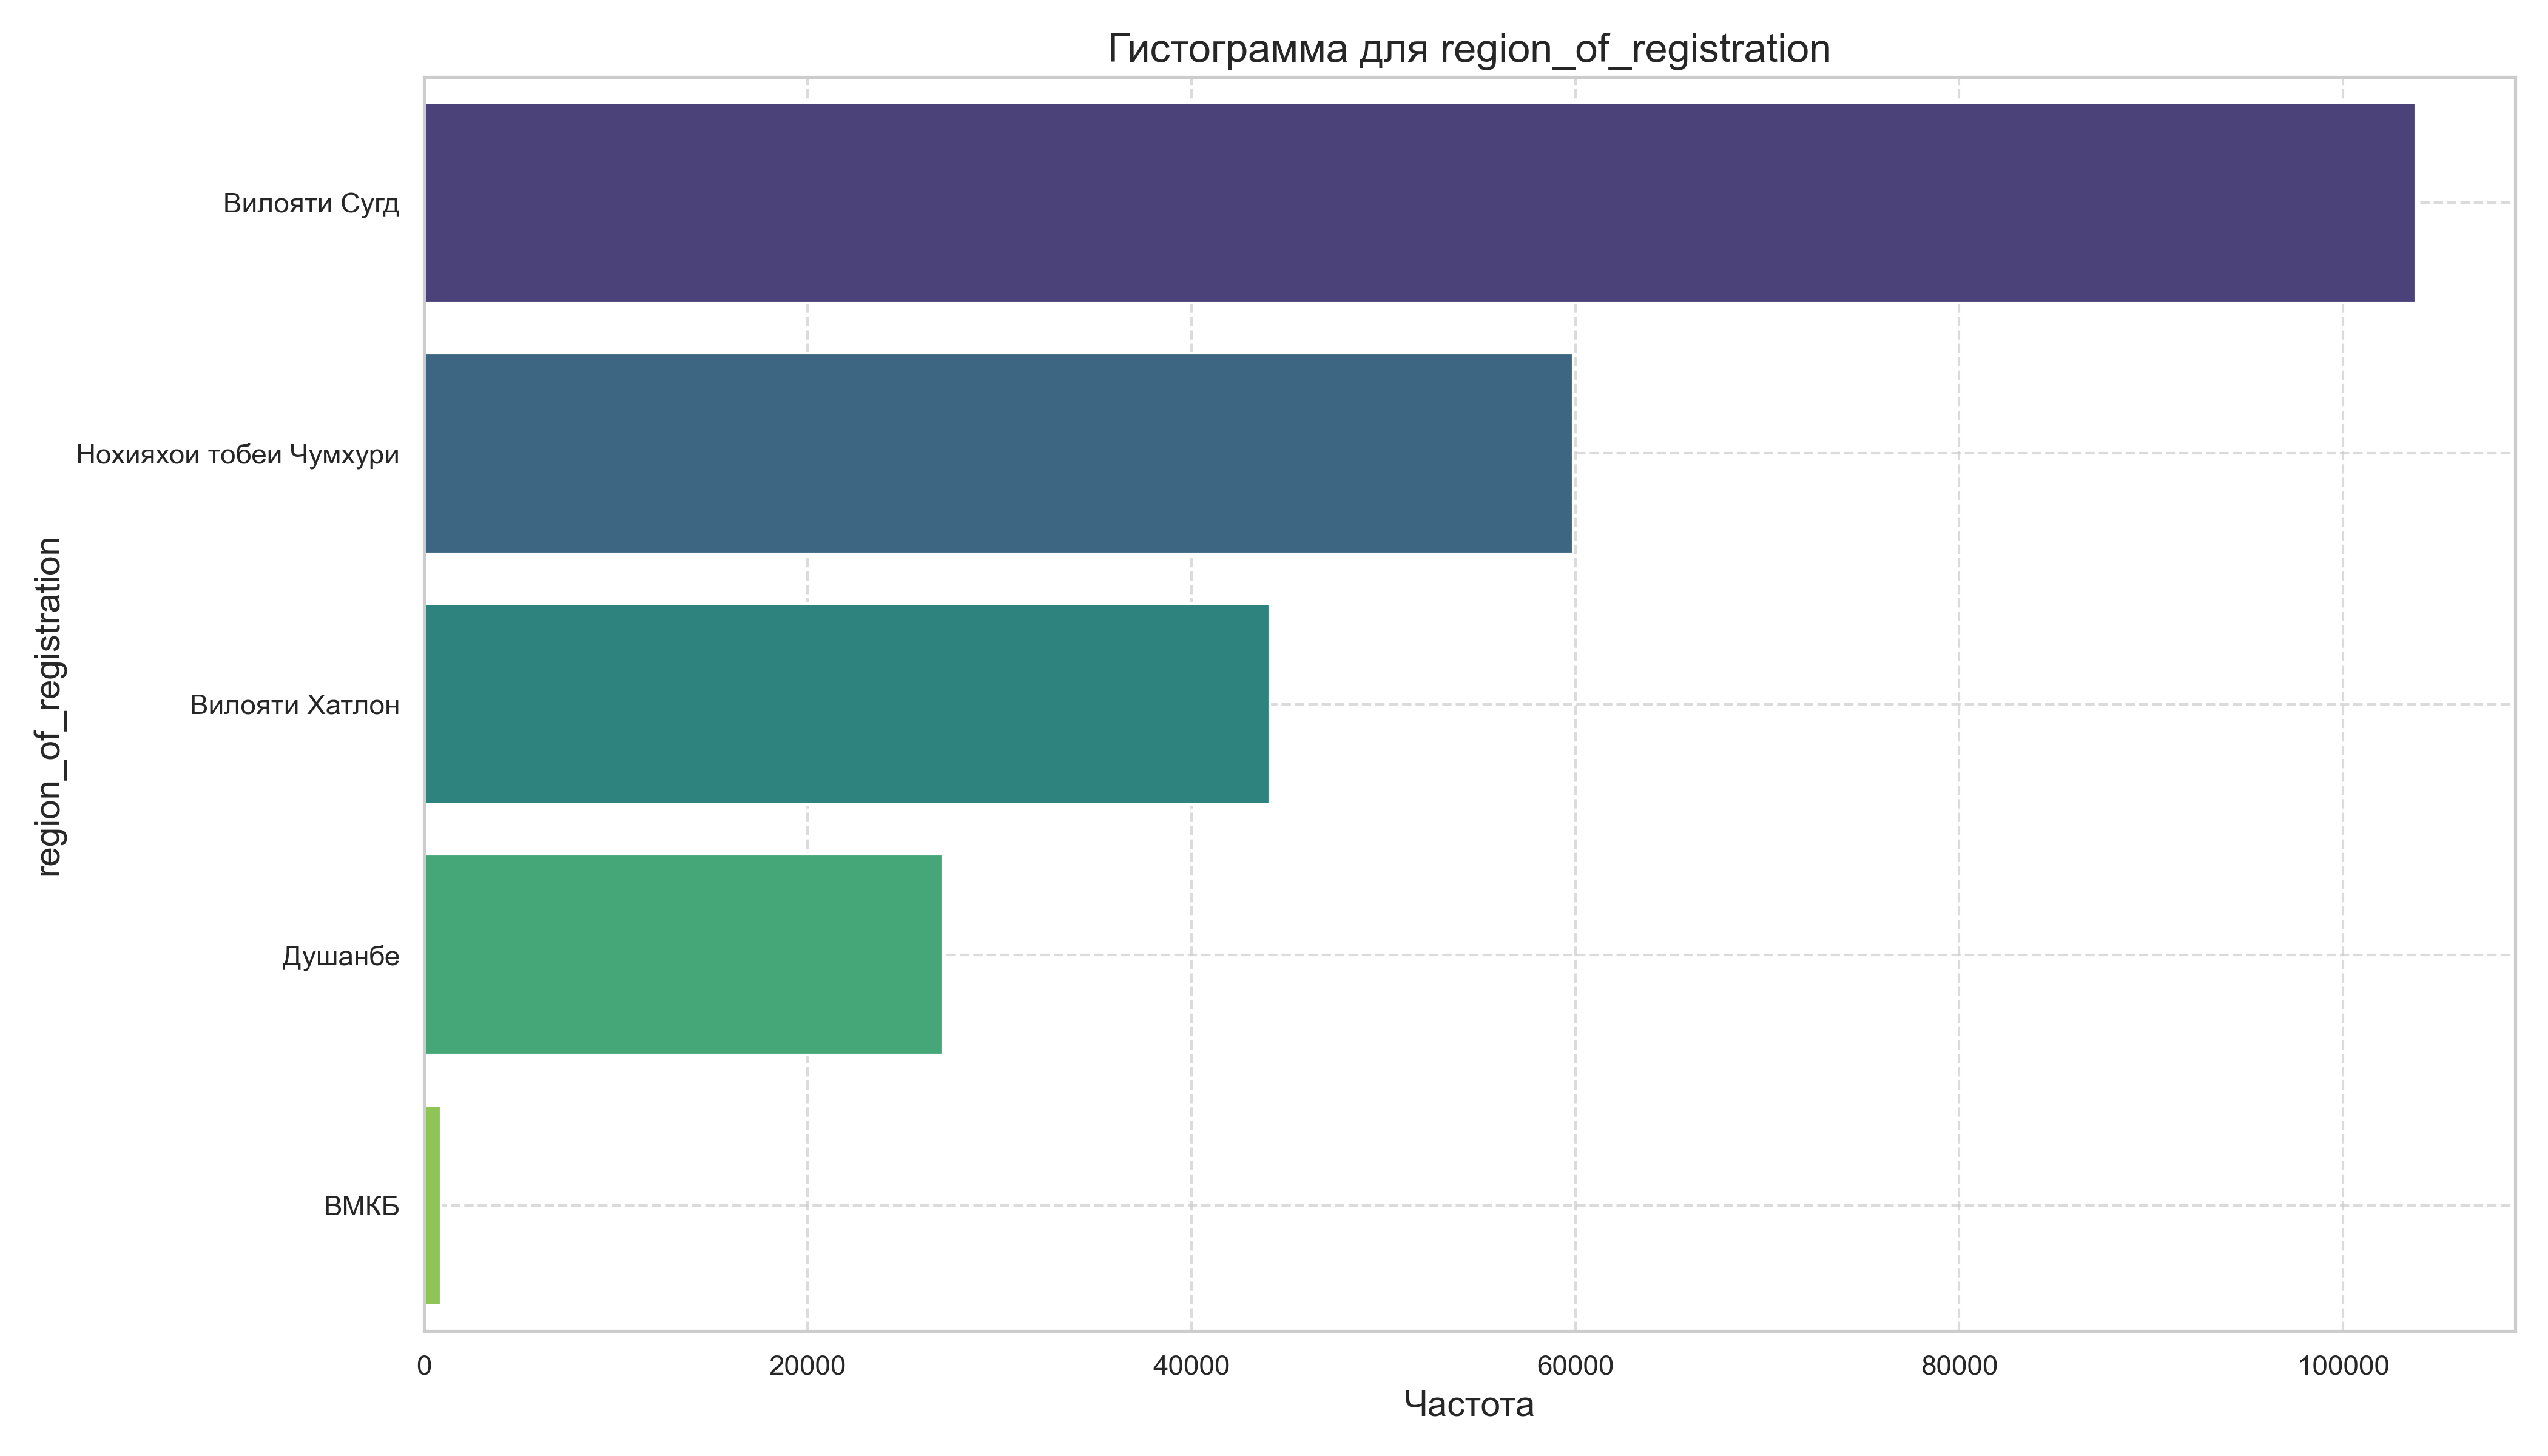 Гистограмма для region_of_registration
Вилояти Сугд
Нохияхои тобеи Чумхури
Вилояти Хатлон
Душанбе
ВМКБ
region_of_registration
0 20000 40000 60000 80000 100000
Частота